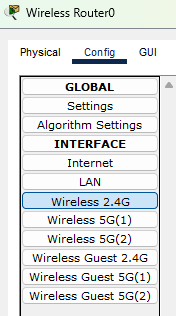 Wireless Router0
Physical Config GUI
GLOBAL
Settings
Algorithm Settings
INTERFACE
Internet
LAN
Wireless 2.4G
Wireless 5G(1)
Wireless 5G(2)
Wireless Guest 2.4G
Wireless Guest 5G(1)
Wireless Guest 5G(2)